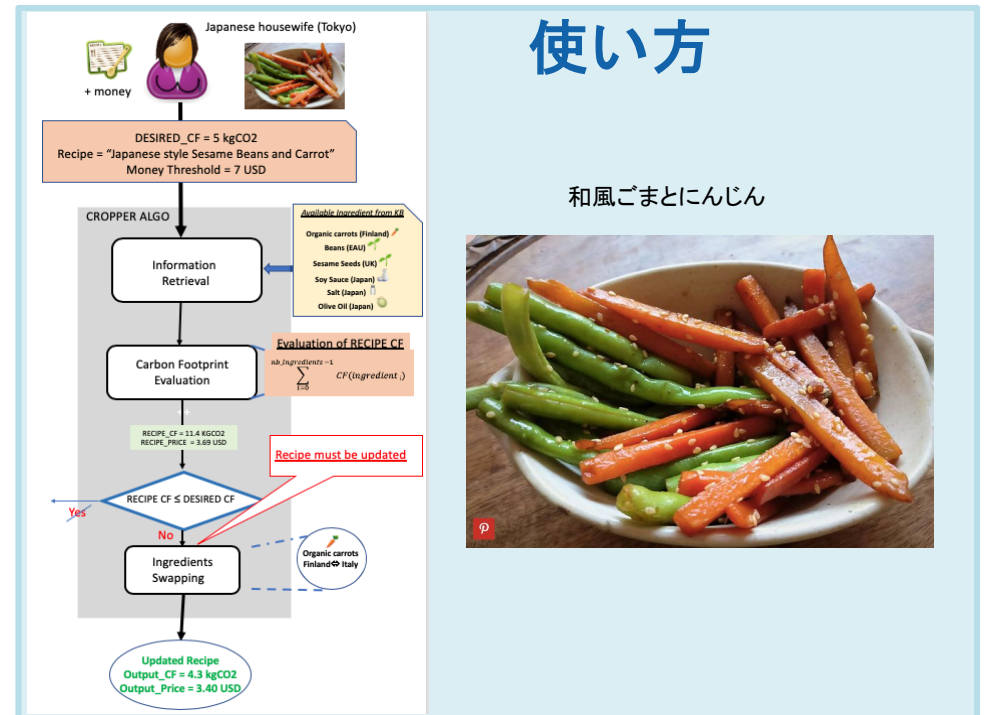 Japanese housewife (Tokyo)
+ money
DESIRED_CF = 5 kgCO2
Recipe = “Japanese style Sesame Beans and Carrot”
Money Threshold = 7 USD
CROPPER ALGO
Information
Retrieval
Available Ingredient from KB
Organic carrots (Finland)
Beans (EAU)
Sesame Seeds (UK)
Soy Sauce (Japan)
Salt (Japan)
Olive Oil (Japan)
Carbon Footprint
Evaluation
Evaluation of RECIPE CF
nb_ingredients −1
∑ CF(ingredient ᵢ)
i=0
RECIPE_CF = 11.4 KGCO2
RECIPE_PRICE = 3.69 USD
Recipe must be updated
RECIPE CF ≤ DESIRED CF
Yes
No
Ingredients
Swapping
Organic carrots
Finland⇔ Italy
Updated Recipe
Output_CF = 4.3 kgCO2
Output_Price = 3.40 USD
使い方
和風ごまとにんじん